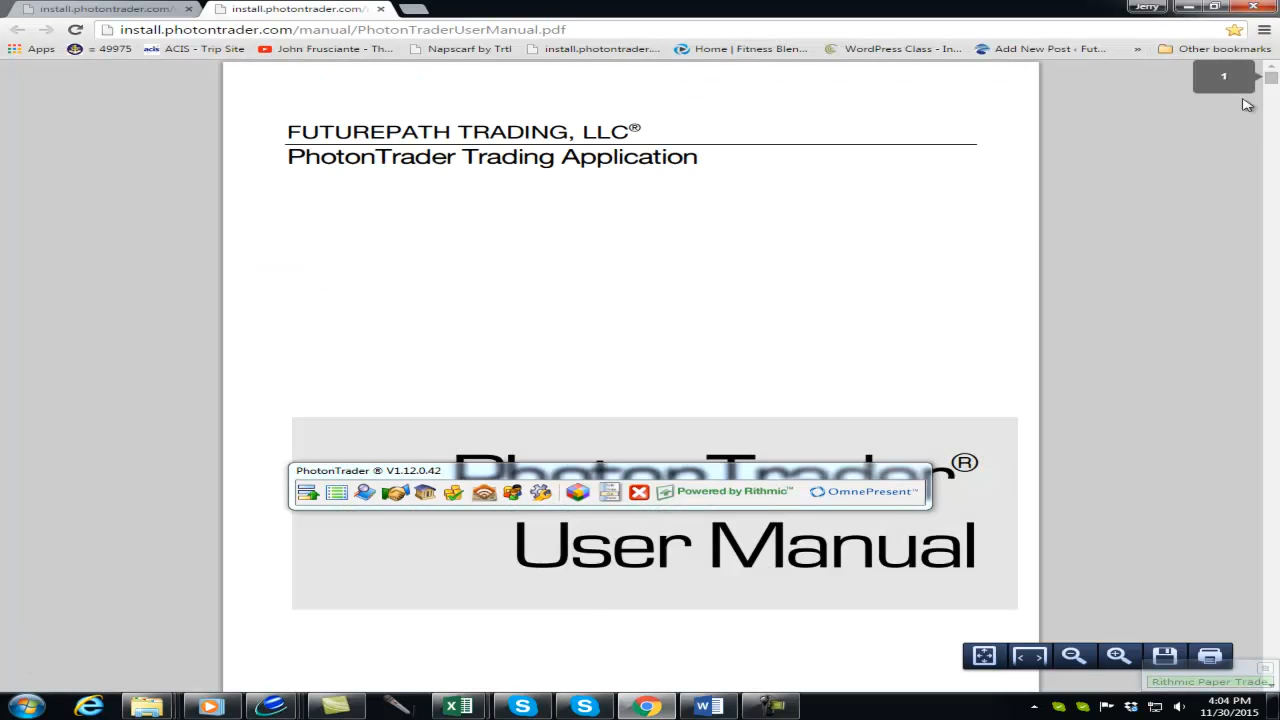 install.photontrader.com/
install.photontrader.com/
Jerry
install.photontrader.com/manual/PhotonTraderUserManual.pdf
Apps
= 49975
acis ACIS - Trip Site
John Frusciante - Th...
Napscarf by Trtl
install.photontrader....
Home | Fitness Blen...
WordPress Class - In...
Add New Post ‹ Fut...
»
Other bookmarks
1
FUTUREPATH TRADING, LLC®
PhotonTrader Trading Application
PhotonTrader®
PhotonTrader ® V1.12.0.42
Powered by Rithmic™
OmnePresent™
User Manual
Rithmic Paper Trade
4:04 PM
11/30/2015